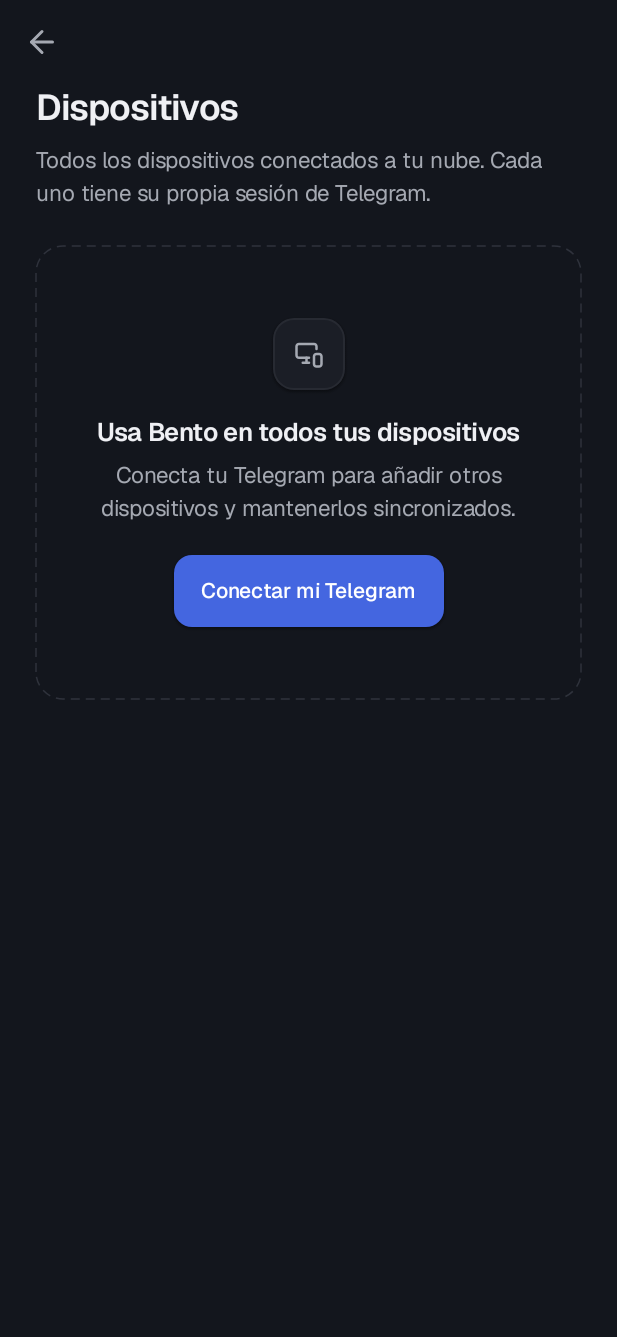 Dispositivos
Todos los dispositivos conectados a tu nube. Cada
uno tiene su propia sesión de Telegram.
Usa Bento en todos tus dispositivos
Conecta tu Telegram para añadir otros
dispositivos y mantenerlos sincronizados.
Conectar mi Telegram